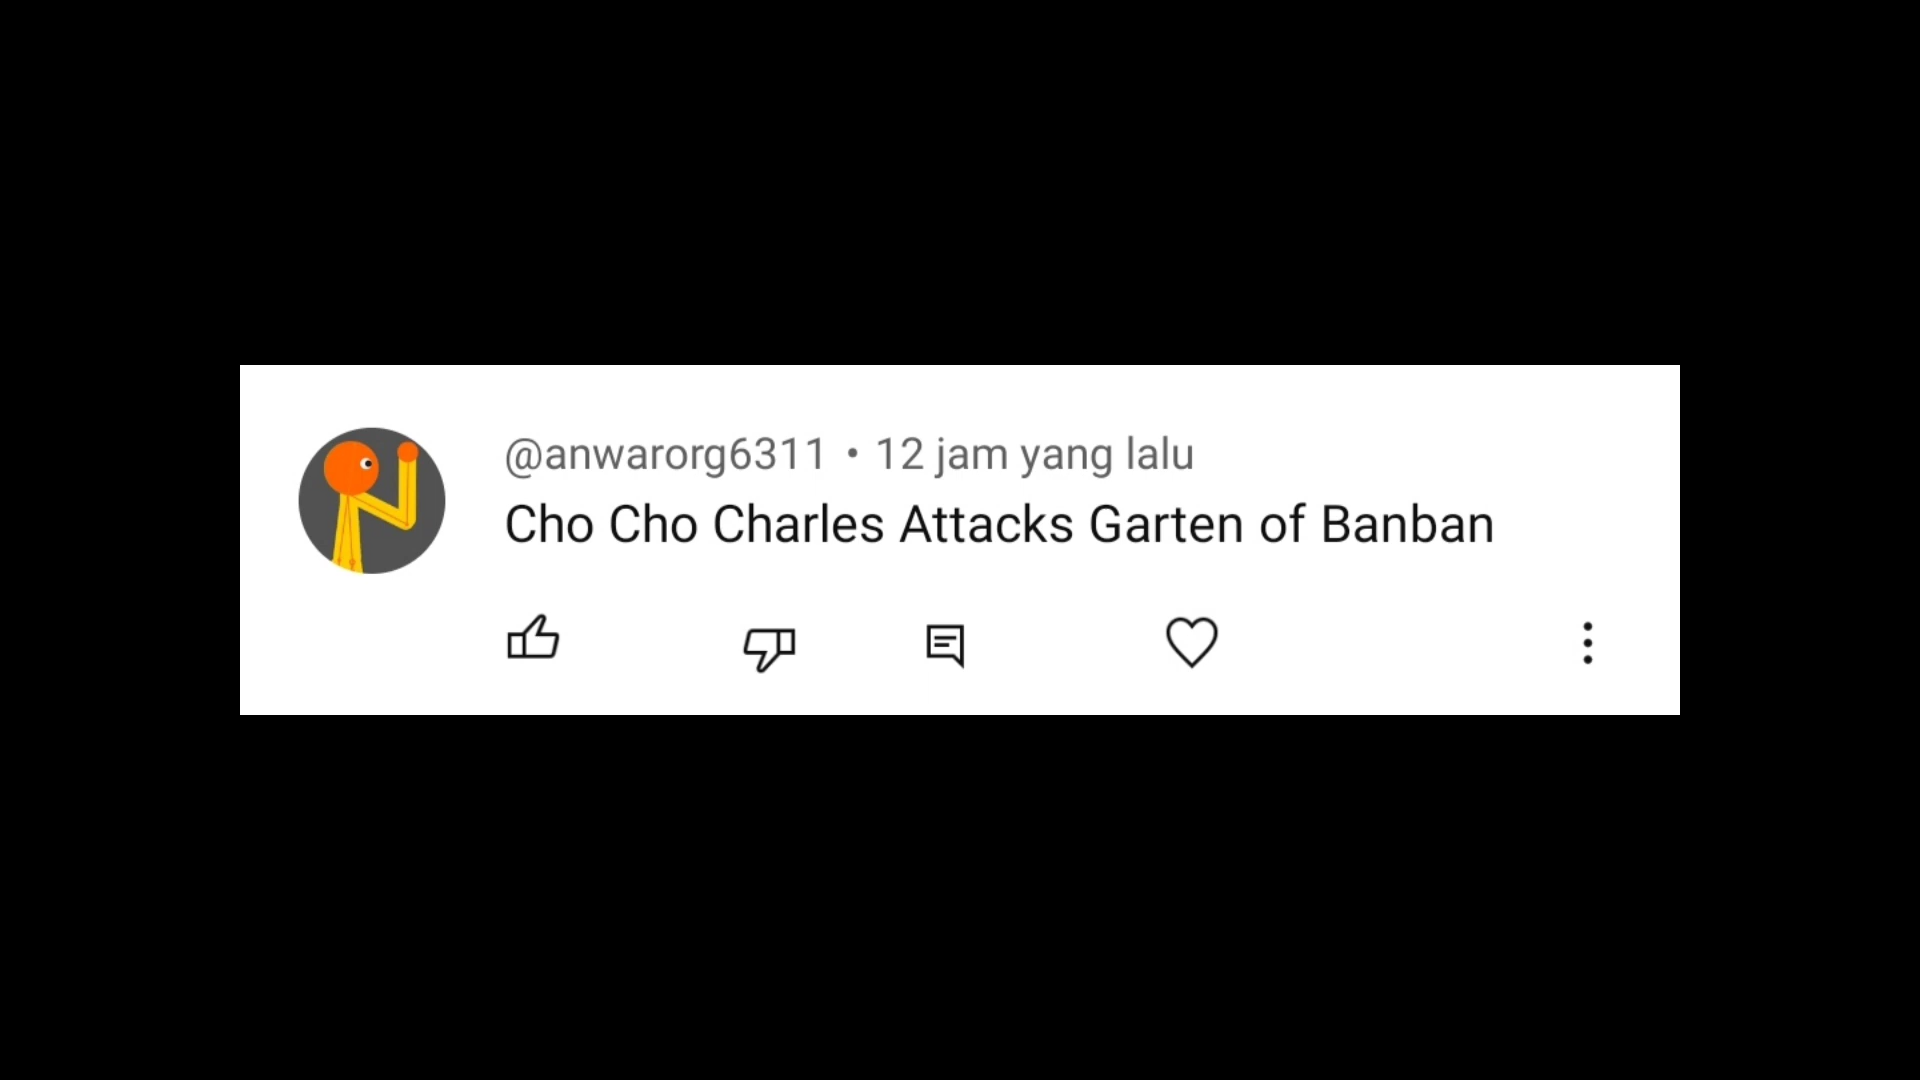 @anwarorg6311 • 12 jam yang lalu
Cho Cho Charles Attacks Garten of Banban